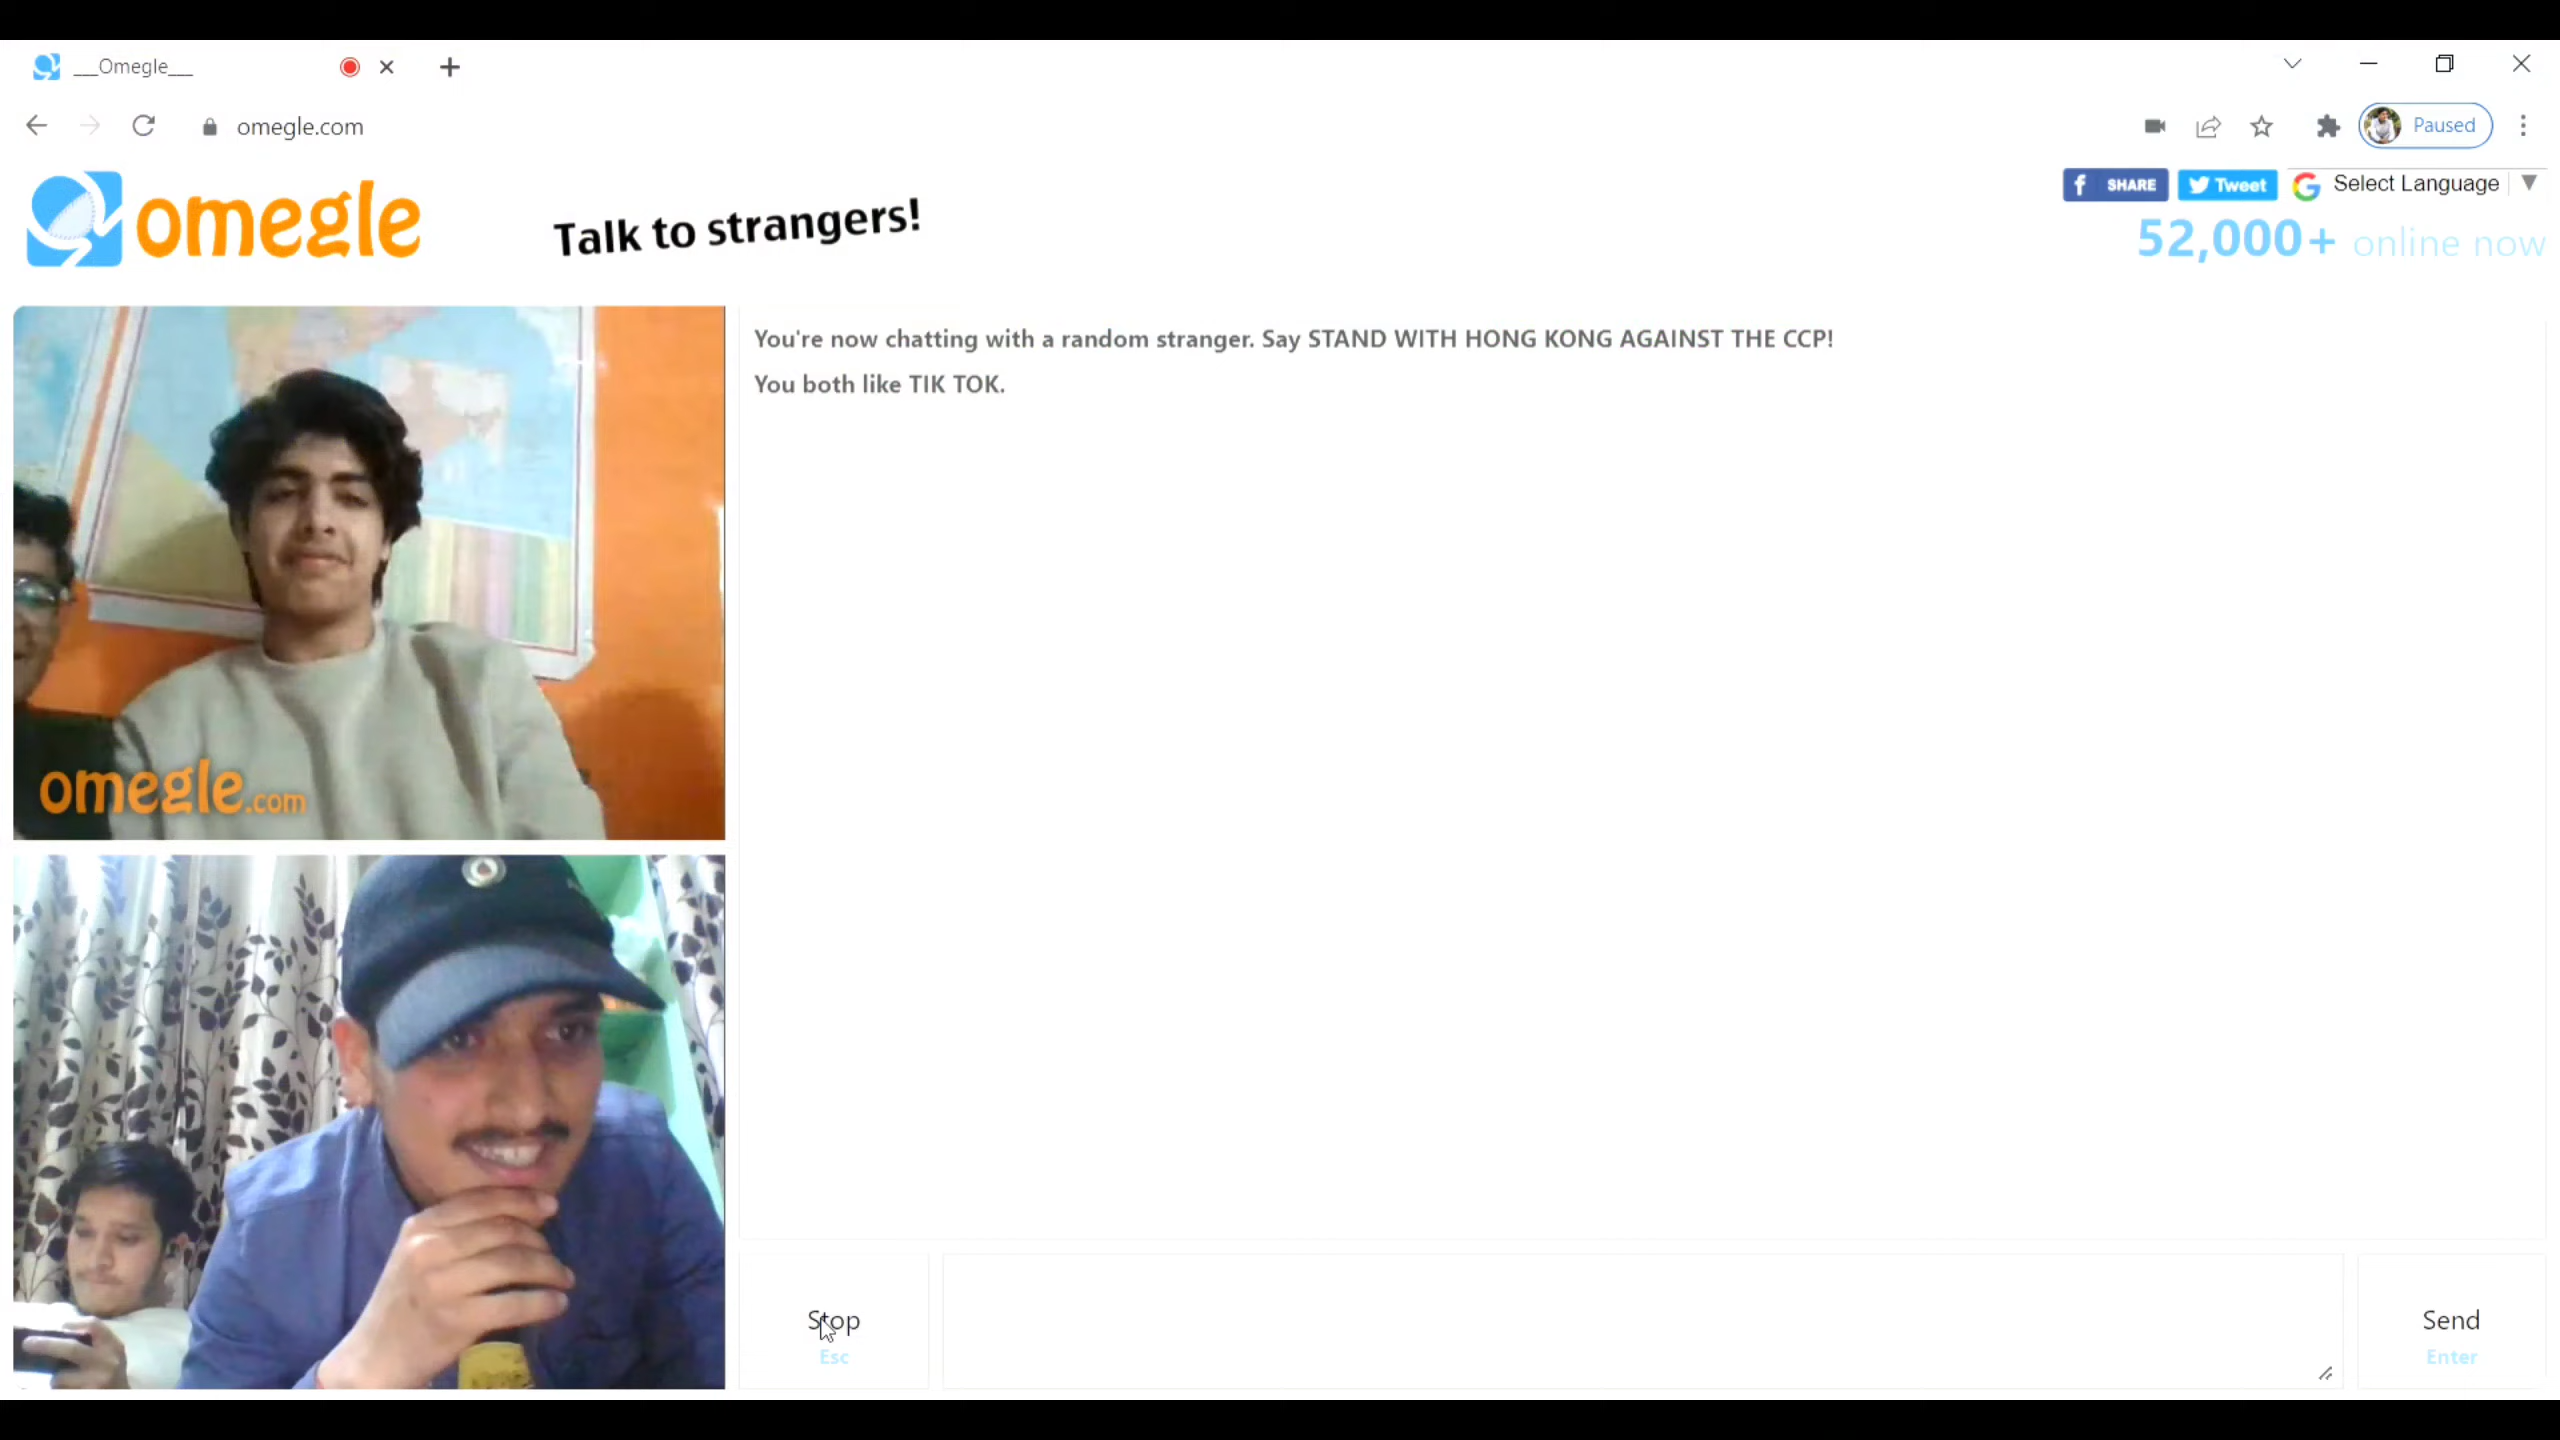 ___Omegle___
omegle.com
Paused
omegle
Talk to strangers!
f SHARE
Tweet
Select Language
52,000+ online now
You're now chatting with a random stranger. Say STAND WITH HONG KONG AGAINST THE CCP!
You both like TIK TOK.
omegle.com
Stop
Esc
Send
Enter